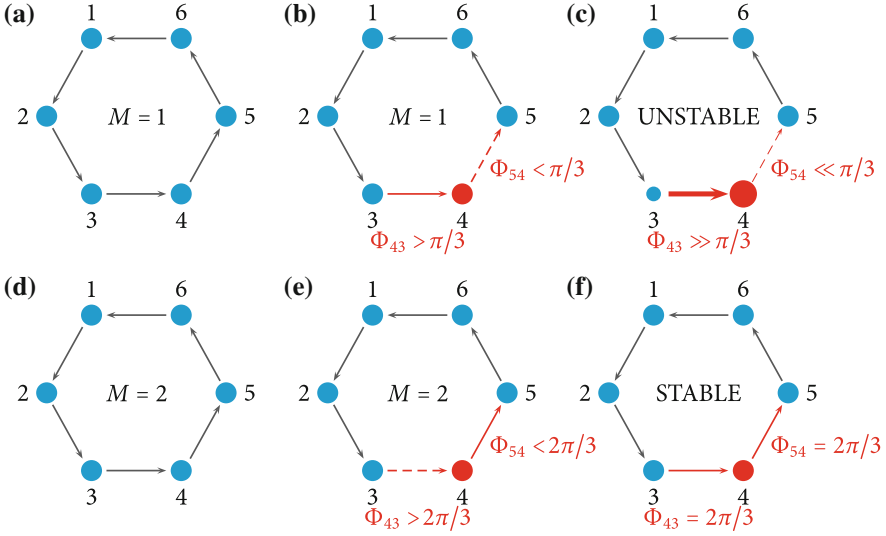 (a)
1
6
2
M = 1
5
3
4
(b)
1
6
2
M = 1
5
Φ54 < π/3
3
4
Φ43 > π/3
(c)
1
6
2
UNSTABLE
5
Φ54 ≪ π/3
3
4
Φ43 ≫ π/3
(d)
1
6
2
M = 2
5
3
4
(e)
1
6
2
M = 2
5
Φ54 < 2π/3
3
4
Φ43 > 2π/3
(f)
1
6
2
STABLE
5
Φ54 = 2π/3
3
4
Φ43 = 2π/3